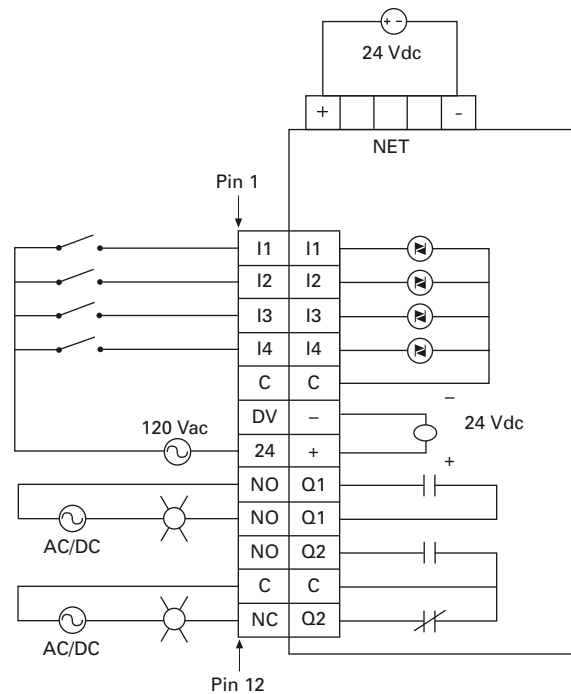 + −
24 Vdc
+ -
NET
Pin 1
I1 I1
I2 I2
I3 I3
I4 I4
C C
DV –
–
24 Vdc
120 Vac
24 +
+
NO Q1
NO Q1
AC/DC
NO Q2
C C
NC Q2
AC/DC
Pin 12